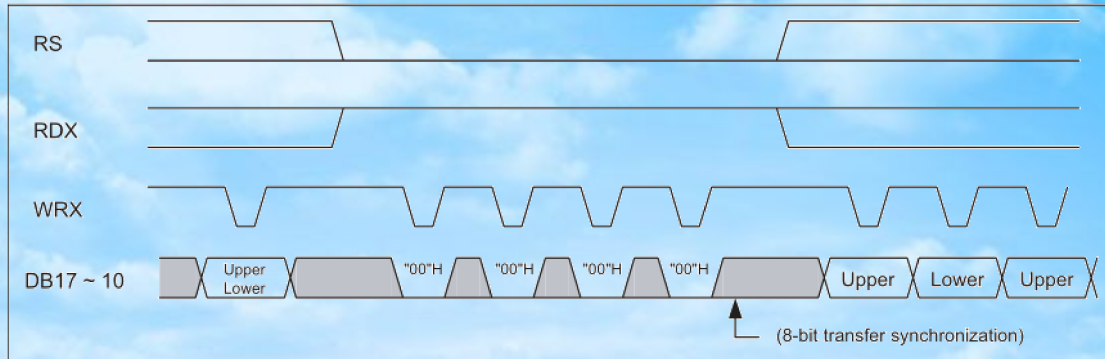 RS
RDX
WRX
DB17 ~ 10
Upper
Lower
"00"H "00"H "00"H "00"H
Upper Lower Upper
(8-bit transfer synchronization)